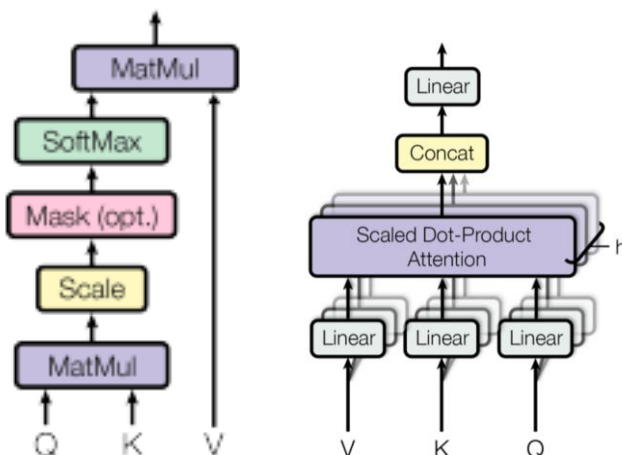 MatMul
SoftMax
Mask (opt.)
Scale
MatMul
Q K V
Linear
Concat
Scaled Dot-Product
Attention
h
Linear Linear Linear
V K Q